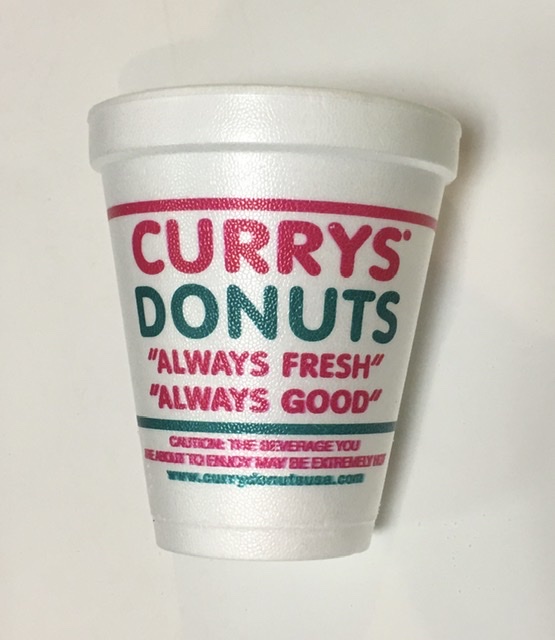 CURRYS'
DONUTS
"ALWAYS FRESH"
"ALWAYS GOOD"
CAUTION: THE BEVERAGE YOU
ARE ABOUT TO ENJOY MAY BE EXTREMELY HOT
www.currydonutsusa.com